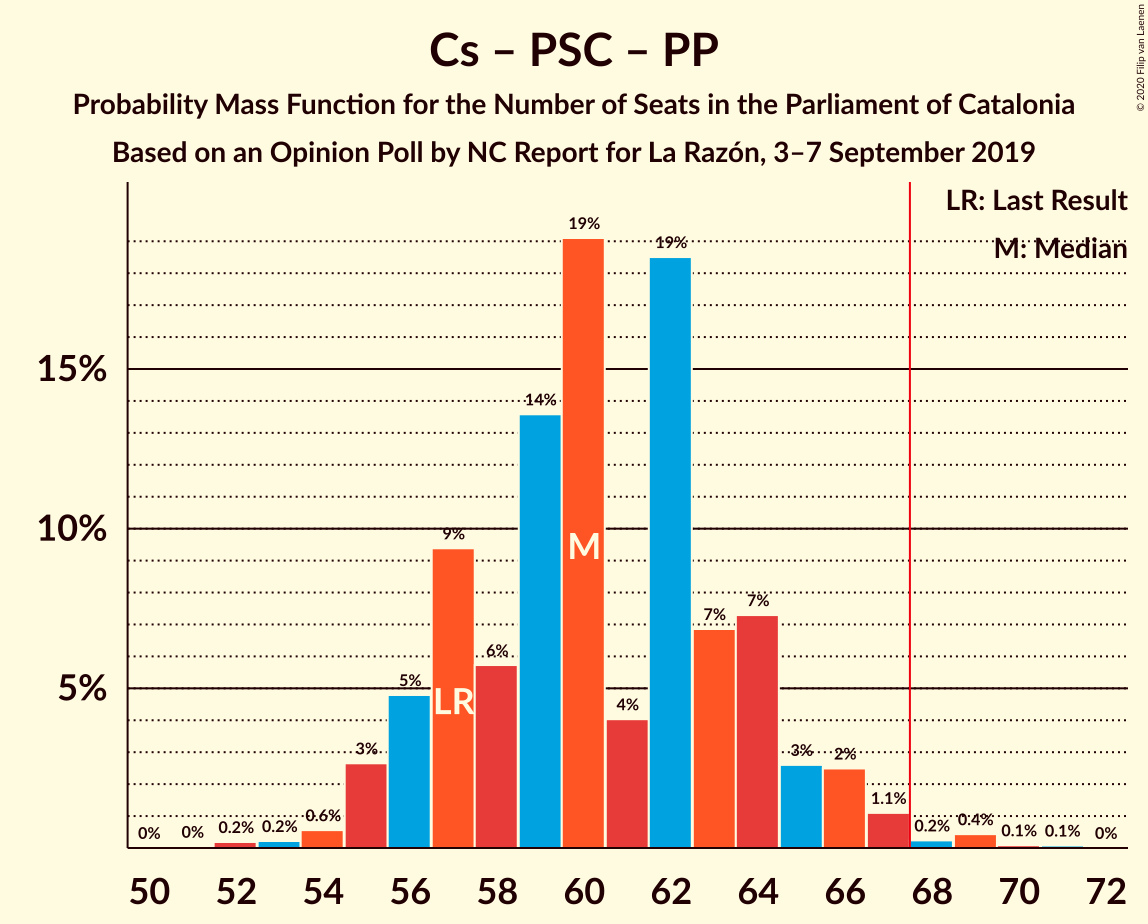 Cs – PSC – PP
Probability Mass Function for the Number of Seats in the Parliament of Catalonia
Based on an Opinion Poll by NC Report for La Razón, 3–7 September 2019
© 2020 Filip van Laenen
LR: Last Result
M: Median
15%
10%
5%
0% 0% 0.2% 0.2% 0.6% 3% 5% 9% 6% 14% 19% 4% 19% 7% 7% 3% 2% 1.1% 0.2% 0.4% 0.1% 0.1% 0%
LR
M
50 52 54 56 58 60 62 64 66 68 70 72